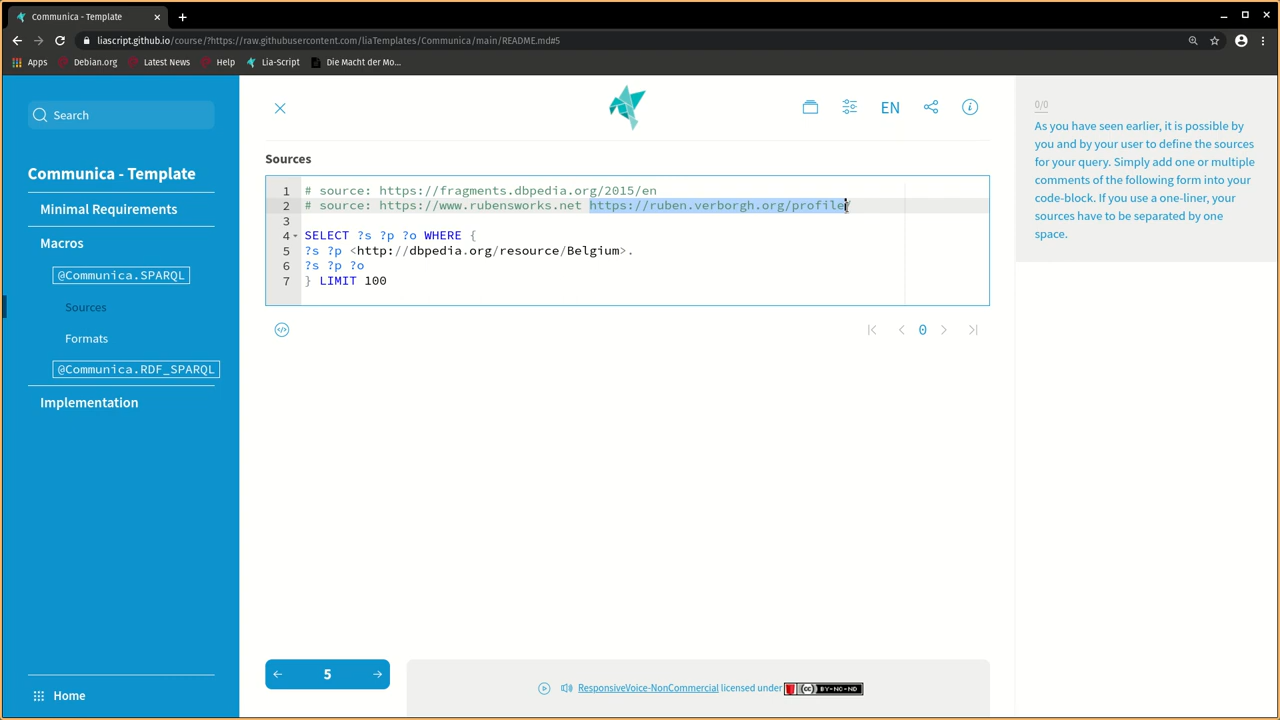 Communica - Template
liascript.github.io/course/?https://raw.githubusercontent.com/liaTemplates/Communica/main/README.md#5
Apps Debian.org Latest News Help Lia-Script Die Macht der Mo...
Search
Communica - Template
Minimal Requirements
Macros
@Communica.SPARQL
Sources
Formats
@Communica.RDF_SPARQL
Implementation
Home
EN
Sources
1 # source: https://fragments.dbpedia.org/2015/en
2 # source: https://www.rubensworks.net https://ruben.verborgh.org/profile/
3
4 SELECT ?s ?p ?o WHERE {
5 ?s ?p <http://dbpedia.org/resource/Belgium>.
6 ?s ?p ?o
7 } LIMIT 100
0
5
ResponsiveVoice-NonCommercial licensed under
CC BY-NC-ND
0/0
As you have seen earlier, it is possible by
you and by your user to define the sources
for your query. Simply add one or multiple
comments of the following form into your
code-block. If you use a one-liner, your
sources have to be separated by one
space.